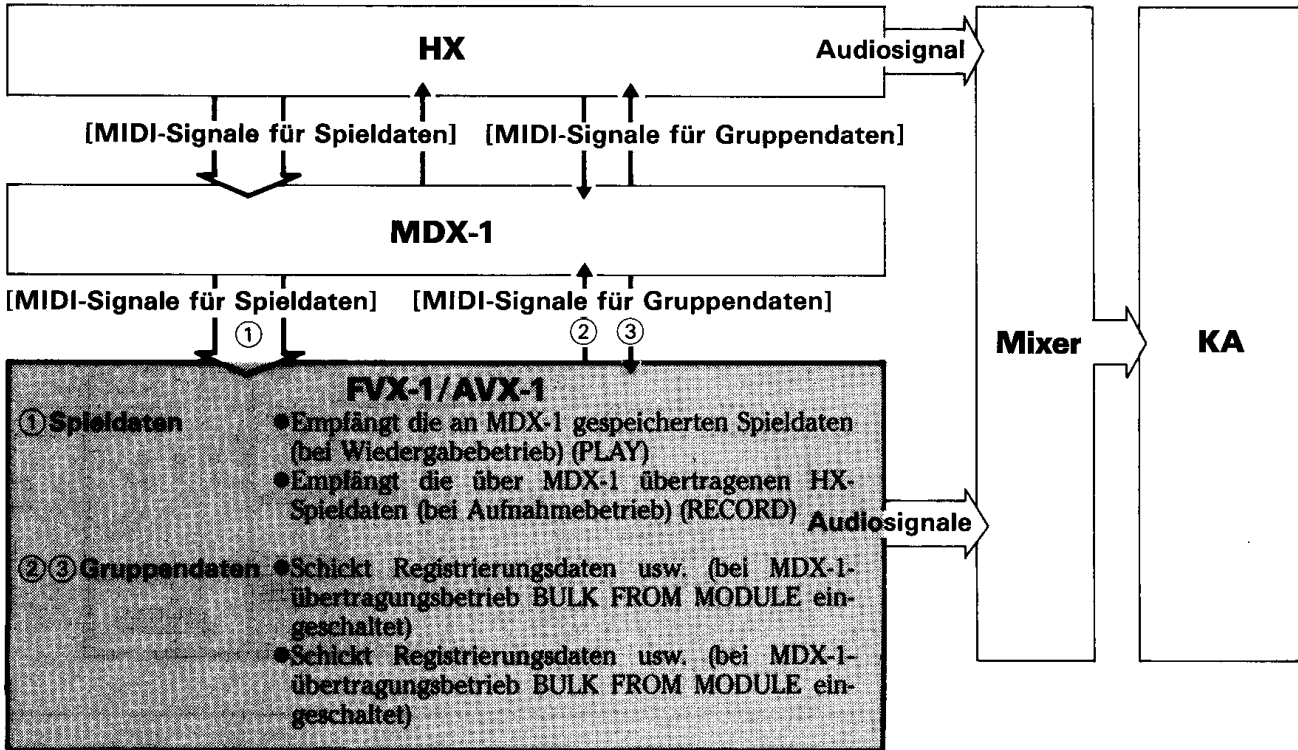 HX
Audiosignal
[MIDI-Signale für Spieldaten] [MIDI-Signale für Gruppendaten]
MDX-1
[MIDI-Signale für Spieldaten] [MIDI-Signale für Gruppendaten]
① ② ③
Mixer
KA
FVX-1/AVX-1
① Spieldaten ●Empfängt die an MDX-1 gespeicherten Spieldaten
(bei Wiedergabebetrieb) (PLAY)
●Empfängt die über MDX-1 übertragenen HX-
Spieldaten (bei Aufnahmebetrieb) (RECORD)
Audiosignale
②③Gruppendaten ●Schickt Registrierungsdaten usw. (bei MDX-1-
übertragungsbetrieb BULK FROM MODULE ein-
geschaltet)
●Schickt Registrierungsdaten usw. (bei MDX-1-
übertragungsbetrieb BULK FROM MODULE ein-
geschaltet)